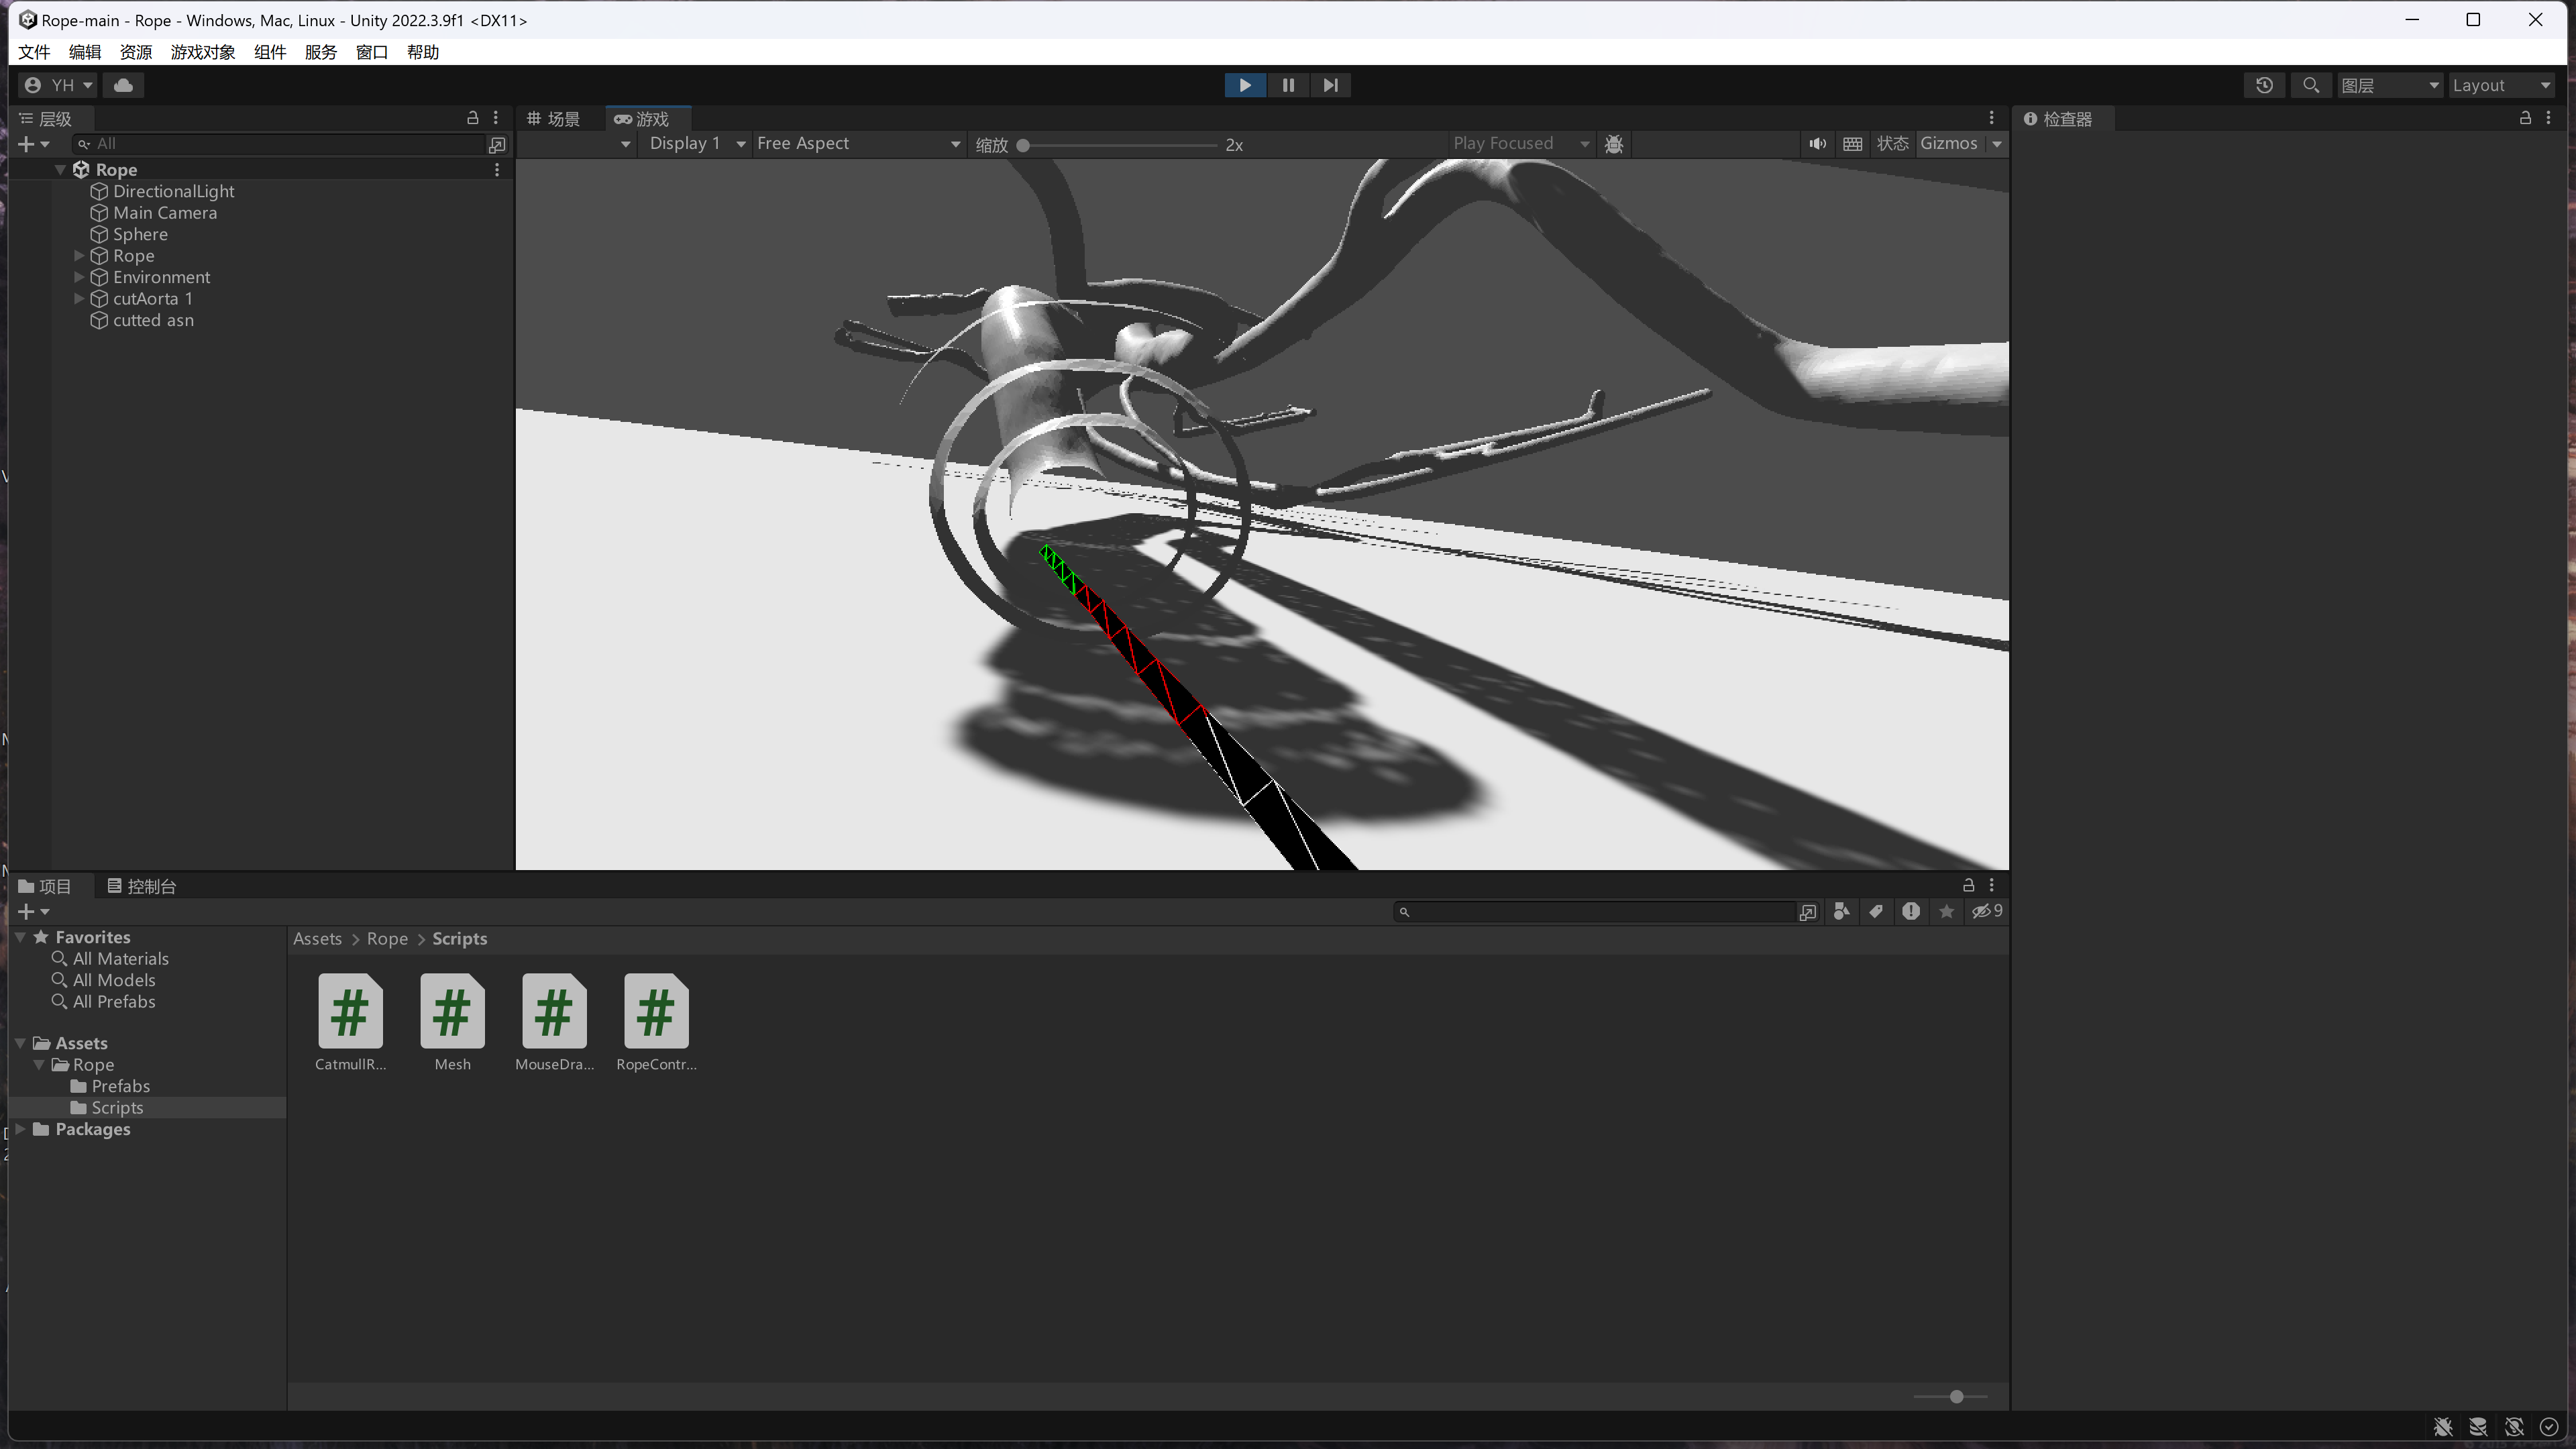 Rope-main - Rope - Windows, Mac, Linux - Unity 2022.3.9f1 <DX11>
文件 编辑 资源 游戏对象 组件 服务 窗口 帮助
YH
图层 Layout
层级
场景 游戏
检查器
All
Display 1 Free Aspect 缩放 2x Play Focused 状态 Gizmos
Rope
DirectionalLight
Main Camera
Sphere
Rope
Environment
cutAorta 1
cutted asn
项目 控制台
9
Favorites
All Materials
All Models
All Prefabs
Assets
Rope
Prefabs
Scripts
Packages
Assets > Rope > Scripts
CatmullR... Mesh MouseDra... RopeContr...